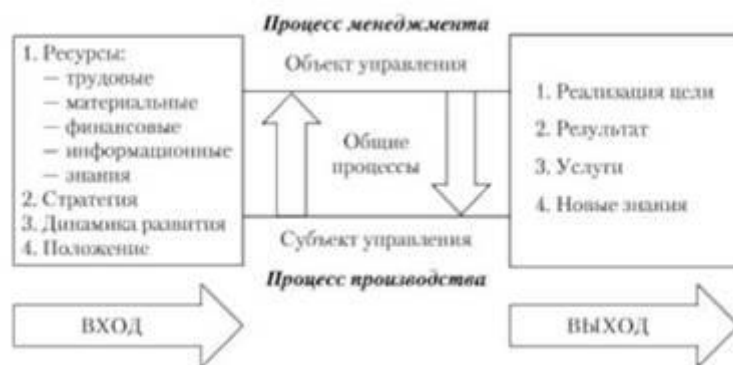 Процесс менеджмента
1. Ресурсы:
— трудовые
— материальные
— финансовые
— информационные
— знания
2. Стратегия
3. Динамика развития
4. Положение
Объект управления
Общие
процессы
Субъект управления
Процесс производства
1. Реализация цели
2. Результат
3. Услуги
4. Новые знания
ВХОД
ВЫХОД